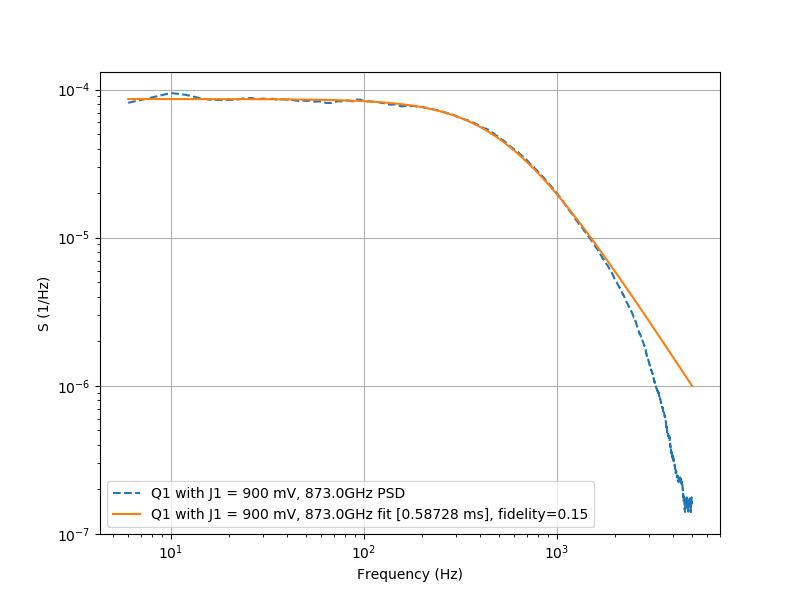 10⁻⁴
10⁻⁵
10⁻⁶
10⁻⁷
S (1/Hz)
Q1 with J1 = 900 mV, 873.0GHz PSD
Q1 with J1 = 900 mV, 873.0GHz fit [0.58728 ms], fidelity=0.15
10¹ 10² 10³
Frequency (Hz)